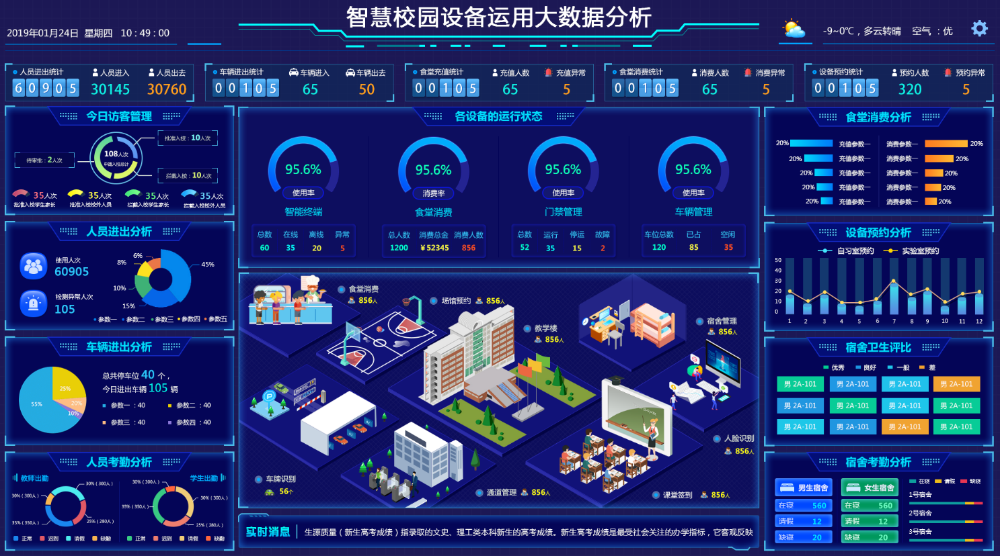 智慧校园设备运用大数据分析
2019年01月24日 星期四 10:49:00
-9~0℃，多云转晴 空气：优
人员进出统计 人员进入 人员出去
60905 30145 30760
车辆进出统计 车辆进入 车辆出去
00105 65 50
食堂充值统计 充值人数 充值异常
00105 65 5
食堂消费统计 消费人数 消费异常
00105 65 5
设备预约统计 预约人数 预约异常
00105 320 5
今日访客管理
批准入校：10人次
108人次
申请入校总计
待审批：2人次
拦截入校：10人次
35人次 35人次 35人次 35人次
批准入校学生家长 批准入校校外人员 拦截入校学生家长 拦截入校校外人员
人员进出分析
使用人次
60905
检测异常人次
105
6%
8%
45%
10%
15%
参数一 参数二 参数三 参数四 参数五
车辆进出分析
总共停车位 40 个，
今日进出车辆 105 辆
25%
55%
20%
10%
参数一：40 参数二：40
参数三：40 参数四：40
人员考勤分析
教师出勤
30%（300人）
30%（300人）
35%（350人）
25%（280人）
正常 迟到 请假 缺勤
学生出勤
30%（300人）
30%（300人）
35%（350人）
25%（280人）
正常 迟到 请假 缺勤
各设备的运行状态
95.6% 95.6% 95.6% 95.6%
使用率 消费率 使用率 使用率
智能终端 食堂消费 门禁管理 车辆管理
总数 在线 离线 异常
60 35 20 5
总人数 消费总金 消费人数
1200 ￥52345 856
总数 运行 停运 故障
52 35 15 2
车位总数 已占 空闲
120 85 35
食堂消费
856人
场馆预约 856人
教学楼
856人
宿舍管理
856人
P
人脸识别
856人
车牌识别
56个
通道管理 856人
课堂签到 856人
实时消息
生源质量（新生高考成绩）指录取的文史、理工类本科新生的高考成绩。新生高考成绩是最受社会关注的办学指标，它客观反映
食堂消费分析
20% 充值参数一 消费参数一 20%
20% 充值参数一 消费参数一 20%
20% 充值参数一 消费参数一 20%
20% 充值参数一 消费参数一 20%
20% 充值参数一 消费参数一 20%
设备预约分析
自习室预约 实验室预约
50
40
30
20
10
0
1 2 3 4 5 6 7 8 9 10 11 12
宿舍卫生评比
优秀 良好 一般 差
男 2A-101 男 2A-101 男 2A-101 男 2A-101
男 2A-101 男 2A-101 男 2A-101 男 2A-101
男 2A-101 男 2A-101 男 2A-101 男 2A-101
宿舍考勤分析
男生宿舍
在寝 560
请假 12
缺寝 20
女生宿舍
在寝 560
请假 12
缺寝 20
在寝 请假 缺寝
1号宿舍
2号宿舍
3号宿舍